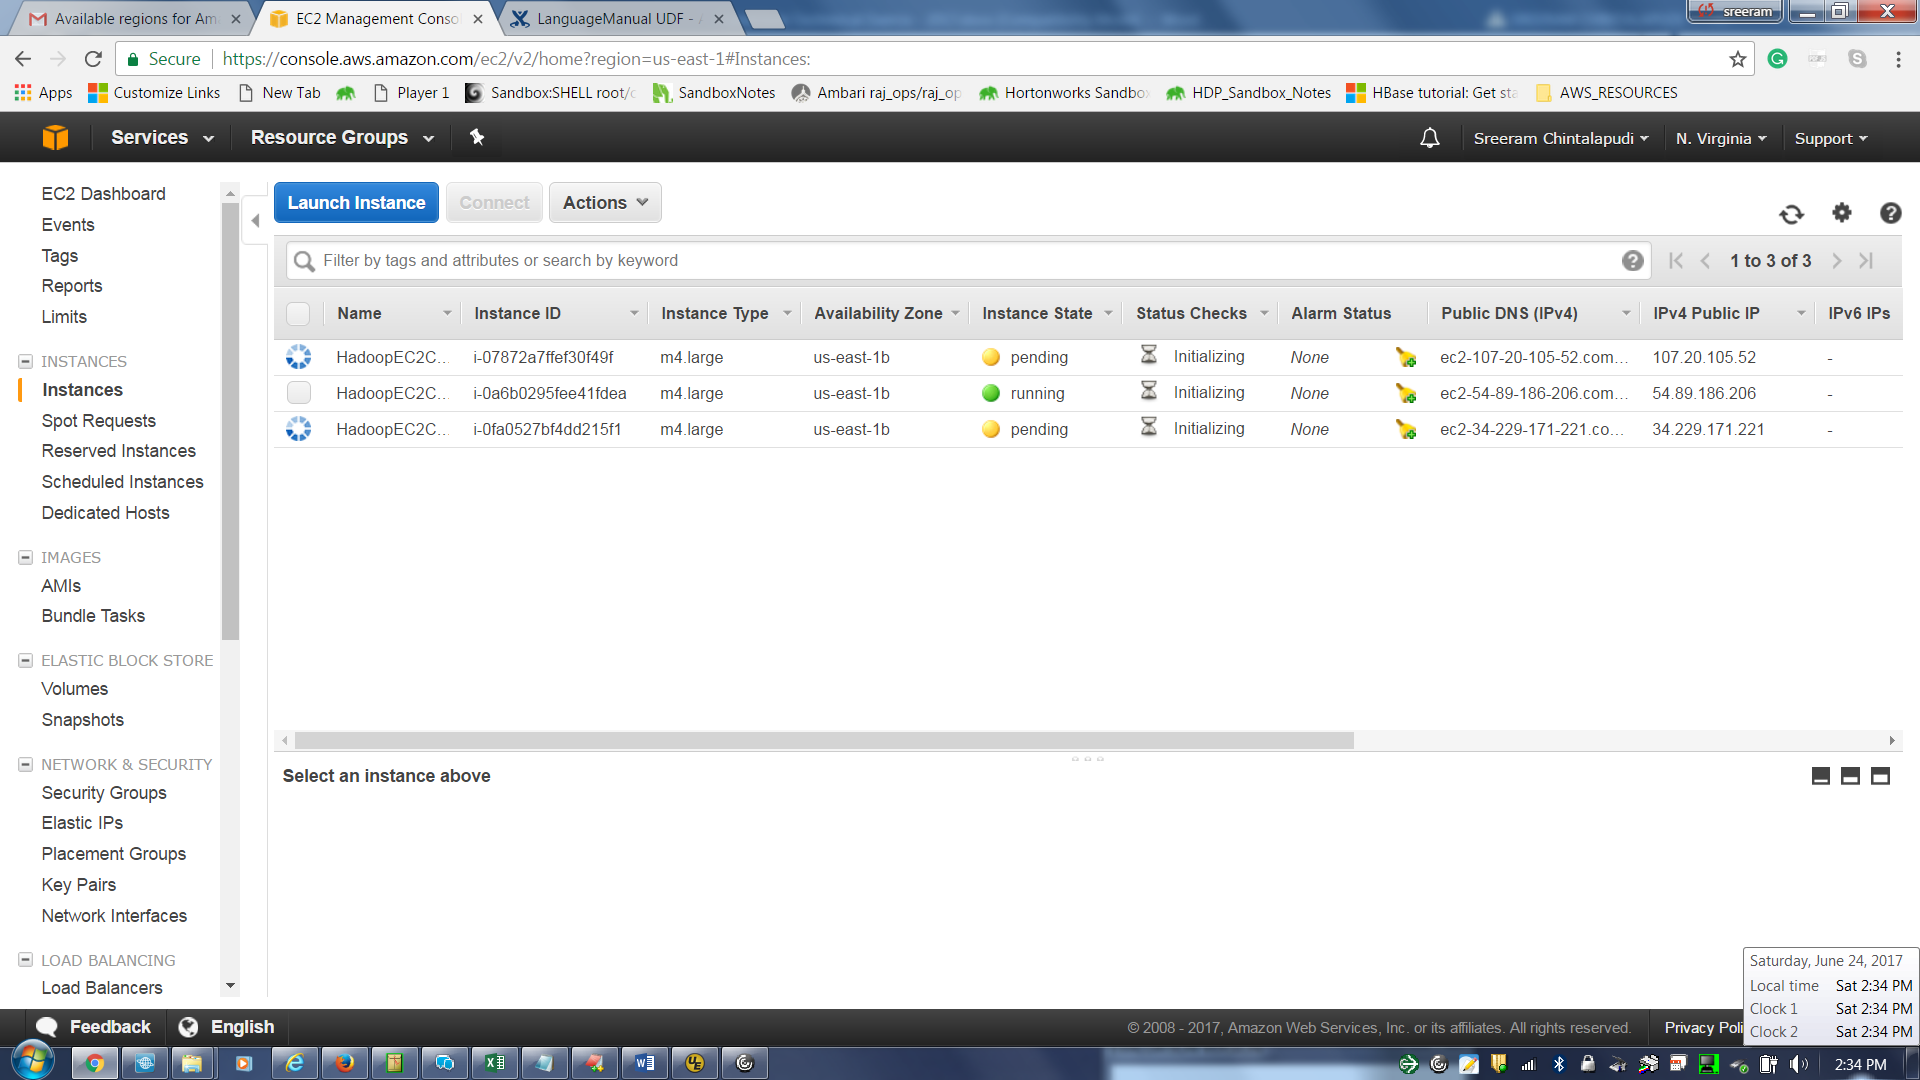 Available regions for Am
EC2 Management Conso
LanguageManual UDF - A
sreeram
Secure
https://console.aws.amazon.com/ec2/v2/home?region=us-east-1#Instances:
Apps
Customize Links
New Tab
Player 1
Sandbox:SHELL root/
SandboxNotes
Ambari raj_ops/raj_op
Hortonworks Sandbo
HDP_Sandbox_Notes
HBase tutorial: Get sta
AWS_RESOURCES
Services
Resource Groups
Sreeram Chintalapudi
N. Virginia
Support
EC2 Dashboard
Events
Tags
Reports
Limits
INSTANCES
Instances
Spot Requests
Reserved Instances
Scheduled Instances
Dedicated Hosts
IMAGES
AMIs
Bundle Tasks
ELASTIC BLOCK STORE
Volumes
Snapshots
NETWORK & SECURITY
Security Groups
Elastic IPs
Placement Groups
Key Pairs
Network Interfaces
LOAD BALANCING
Load Balancers
Launch Instance
Connect
Actions
Filter by tags and attributes or search by keyword
1 to 3 of 3
Name Instance ID Instance Type Availability Zone Instance State Status Checks Alarm Status Public DNS (IPv4) IPv4 Public IP IPv6 IPs
HadoopEC2C... i-07872a7ffef30f49f m4.large us-east-1b pending Initializing None ec2-107-20-105-52.com... 107.20.105.52 -
HadoopEC2C... i-0a6b0295fee41fdea m4.large us-east-1b running Initializing None ec2-54-89-186-206.com... 54.89.186.206 -
HadoopEC2C... i-0fa0527bf4dd215f1 m4.large us-east-1b pending Initializing None ec2-34-229-171-221.co... 34.229.171.221 -
Select an instance above
Saturday, June 24, 2017
Local time Sat 2:34 PM
Clock 1 Sat 2:34 PM
Clock 2 Sat 2:34 PM
Feedback
English
© 2008 - 2017, Amazon Web Services, Inc. or its affiliates. All rights reserved.
Privacy Poli
2:34 PM